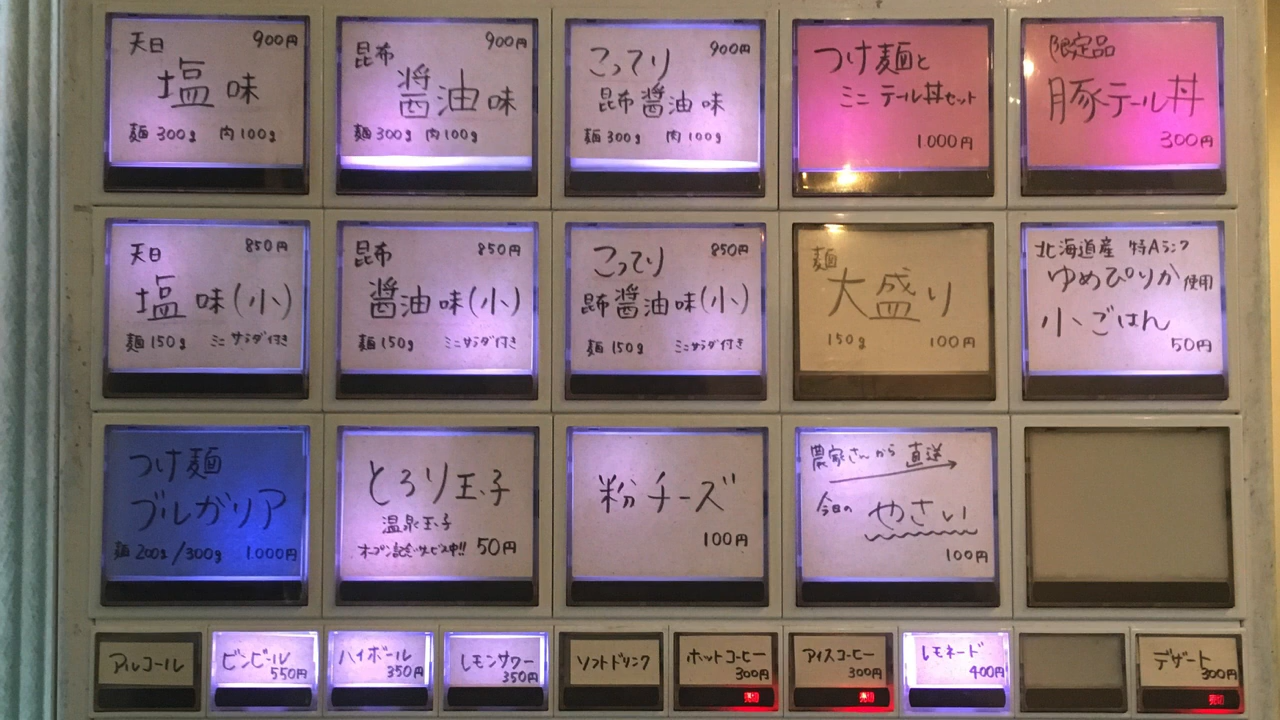 天日 900円
塩味
麺300g 肉100g
昆布 900円
醤油味
麺300g 肉100g
こってり 900円
昆布醤油味
麺300g 肉100g
つけ麺と
ミニ テール丼セット
1.000円
限定品
豚テール丼
300円
天日 850円
塩味(小)
麺150g ミニサラダ付き
昆布 850円
醤油味(小)
麺150g ミニサラダ付き
こってり 850円
昆布醤油味(小)
麺150g ミニサラダ付き
麺
大盛り
150g 100円
北海道産 特Aランク
ゆめぴりか使用
小ごはん
50円
つけ麺
ブルガリア
麺200g/300g 1.000円
とろり玉子
温泉玉子
オープン記念サービス中!! 50円
粉チーズ
100円
農家さんから直送
今日の やさい
100円
アルコール
ビンビール
550円
ハイボール
350円
レモンサワー
350円
ソフトドリンク
ホットコーヒー
300円
売切
アイスコーヒー
300円
売切
レモネード
400円
デザート
300円
売切